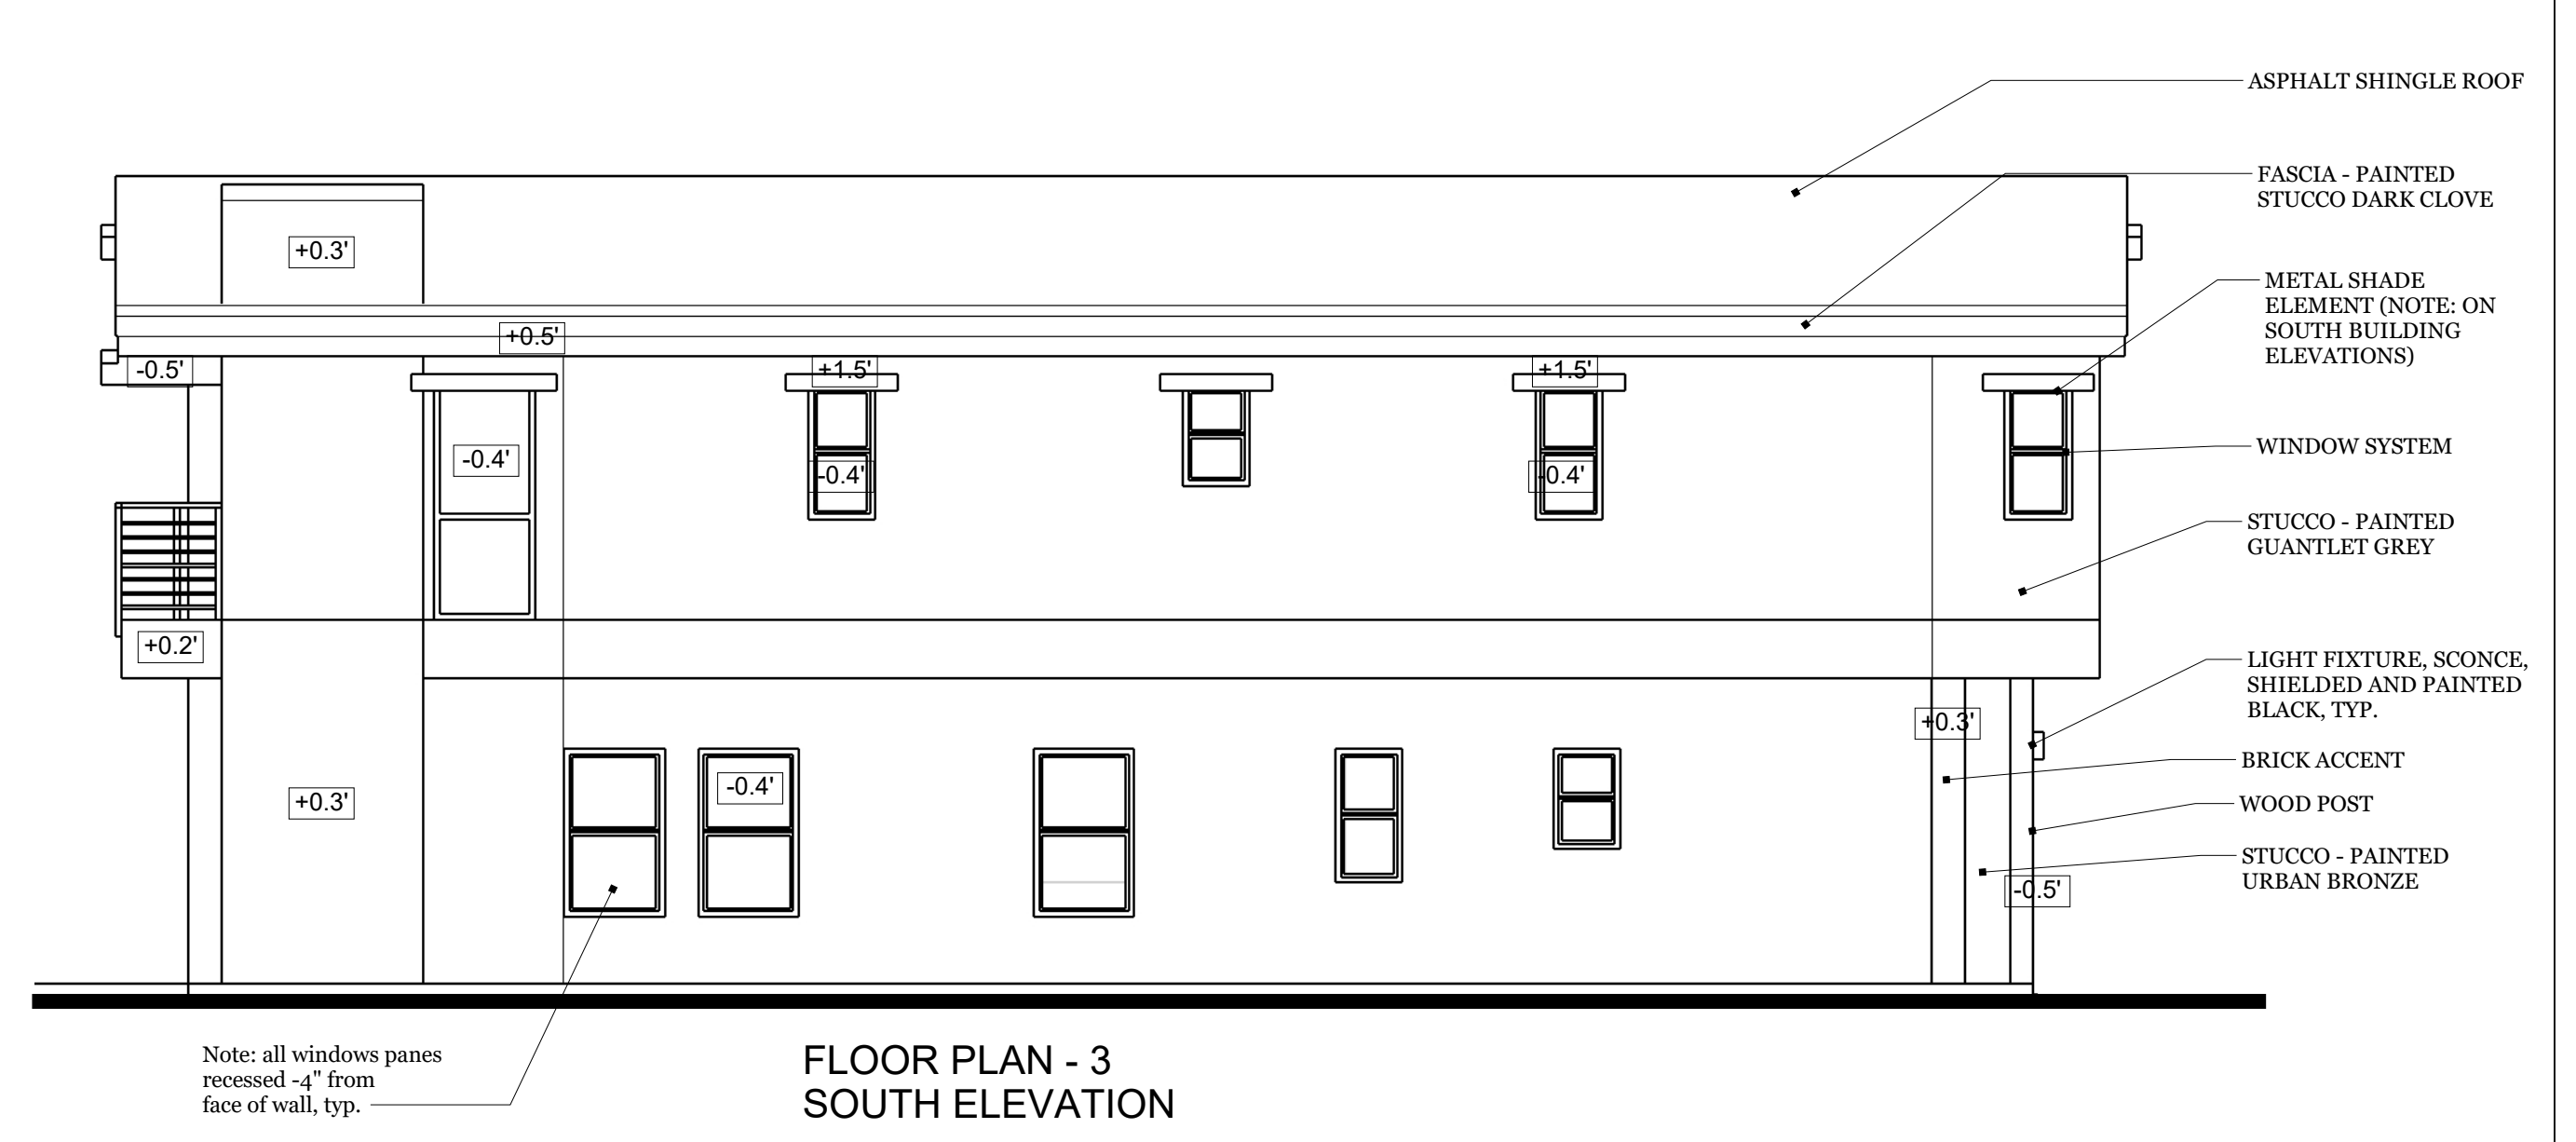 ASPHALT SHINGLE ROOF
FASCIA - PAINTED
STUCCO DARK CLOVE
+0.3'
METAL SHADE
ELEMENT (NOTE: ON
SOUTH BUILDING
ELEVATIONS)
+0.5'
-0.5'
+1.5'
+1.5'
WINDOW SYSTEM
-0.4'
-0.4'
-0.4'
STUCCO - PAINTED
GUANTLET GREY
+0.2'
LIGHT FIXTURE, SCONCE,
SHIELDED AND PAINTED
BLACK, TYP.
+0.3'
BRICK ACCENT
-0.4'
+0.3'
WOOD POST
STUCCO - PAINTED
URBAN BRONZE
-0.5'
Note: all windows panes
recessed -4" from
face of wall, typ.
FLOOR PLAN - 3
SOUTH ELEVATION